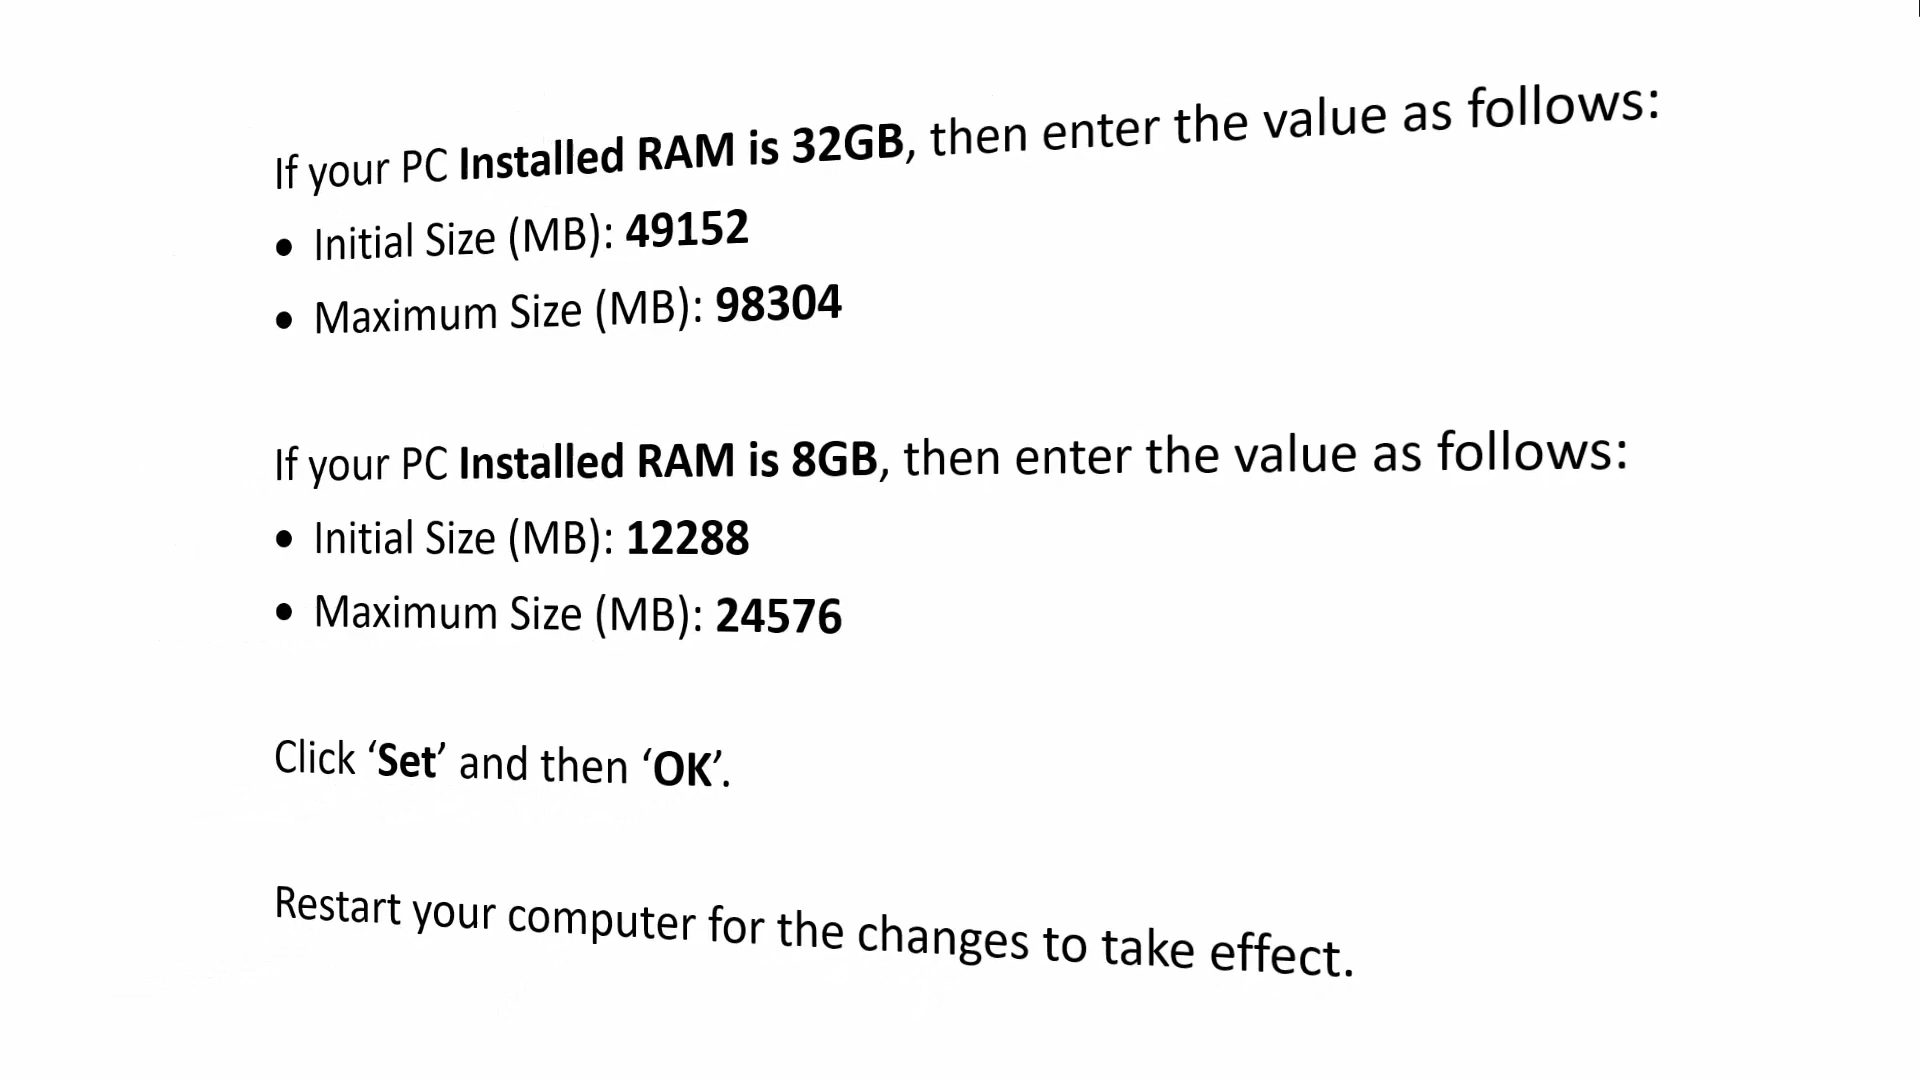 If your PC Installed RAM is 32GB, then enter the value as follows:
• Initial Size (MB): 49152
• Maximum Size (MB): 98304
If your PC Installed RAM is 8GB, then enter the value as follows:
• Initial Size (MB): 12288
• Maximum Size (MB): 24576
Click ‘Set’ and then ‘OK’.
Restart your computer for the changes to take effect.